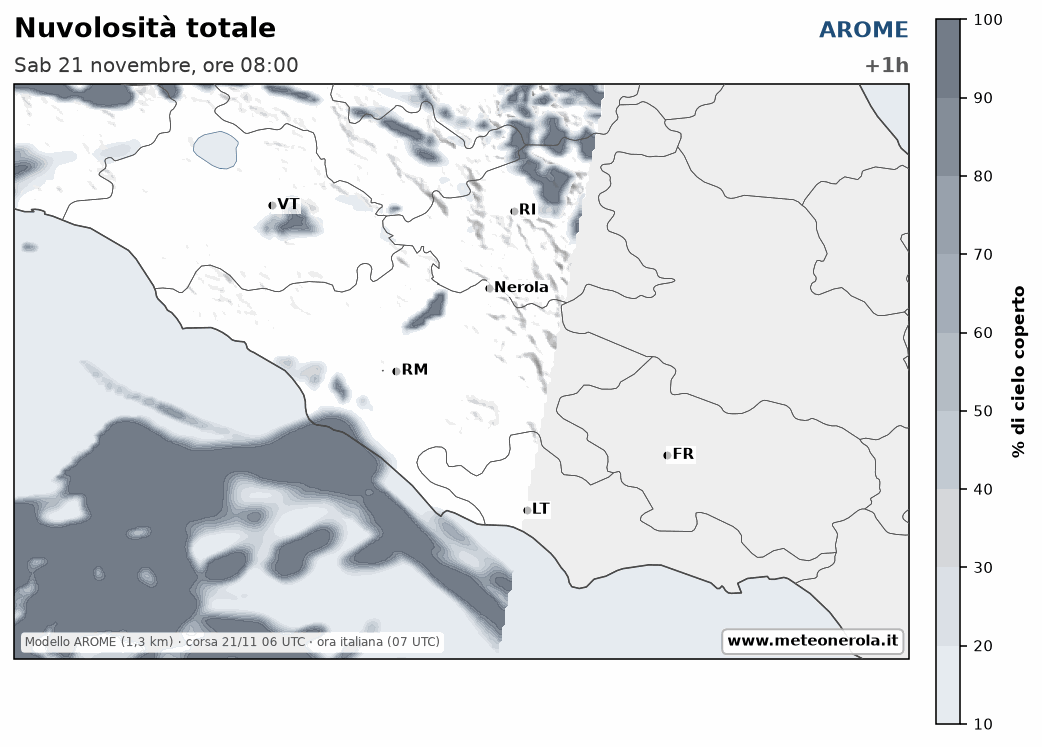 Nuvolosità totale
AROME
Sab 21 novembre, ore 08:00
+1h
100
90
80
70
60
50
40
30
20
10
% di cielo coperto
VT
RI
Nerola
RM
FR
LT
Modello AROME (1,3 km) · corsa 21/11 06 UTC · ora italiana (07 UTC)
www.meteonerola.it